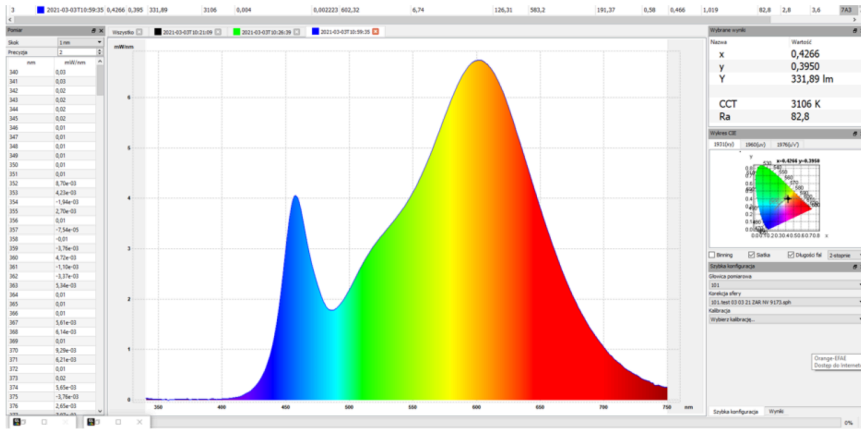 3 2021-03-03T10:59:35 0,4266 0,395 331,89 3106 0,004 0,002223 602,32 6,74 126,31 583,2 191,37 0,58 0,466 1,019 82,8 2,8 3,6 7A3
Pomiar
Skok 1 nm
Precyzja 2
nm mW/nm
340 0,03
341 0,03
342 0,02
343 0,02
344 0,02
345 0,02
346 0,01
347 0,01
348 0,01
349 0,01
350 0,01
351 0,01
352 8,70e-03
353 4,23e-03
354 -1,94e-03
355 2,70e-03
356 0,01
357 -7,54e-05
358 -0,01
359 -3,76e-03
360 4,72e-03
361 -1,10e-03
362 -3,37e-03
363 5,34e-03
364 0,01
365 0,01
366 0,01
367 5,61e-03
368 6,14e-03
369 0,01
370 9,29e-03
371 6,21e-03
372 0,01
373 0,02
374 5,65e-03
375 -3,76e-03
376 2,65e-03
Wszystko 2021-03-03T10:21:09 2021-03-03T10:26:39 2021-03-03T10:59:35
mW/nm
6
5
4
3
2
1
0
350 400 450 500 550 600 650 700 750 nm
Wybrane wyniki
Nazwa Wartość
x 0,4266
y 0,3950
Y 331,89 lm
CCT 3106 K
Ra 82,8
Wykres CIE
1931(xy) 1960(uv) 1976(u'v')
y
x=0.4266 y=0.3950
x
Binning Siatka Długości fal 2-stopnie
Szybka konfiguracja
Głowica pomiarowa
101
Korekcja sfery
101.test 03 03 21 ZAR NV 9173.sph
Kalibracja
Wybierz kalibrację...
Orange-EFAE
Dostęp do Internetu
Szybka konfiguracja Wyniki
0%